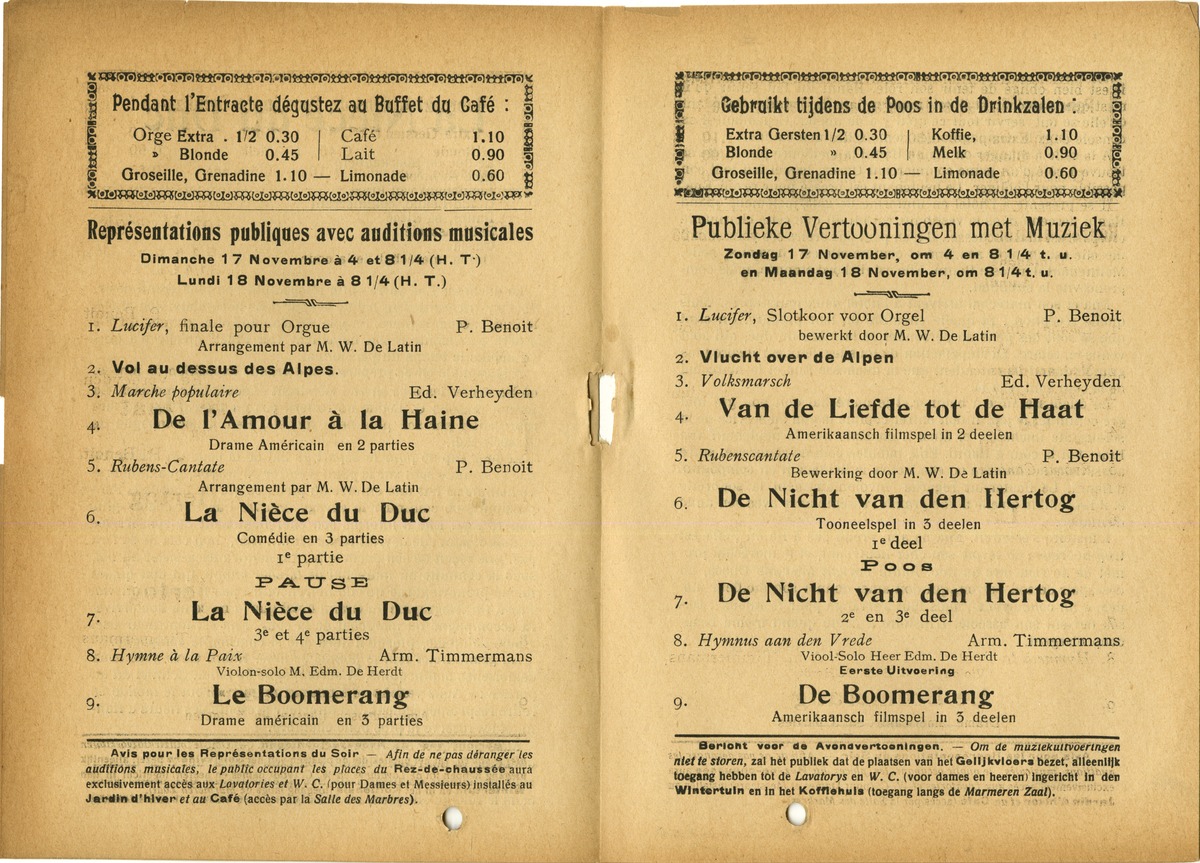 Pendant l'Entracte dégustez au Buffet du Café :
Orge Extra . 1/2 0.30 | Café 1.10
» Blonde 0.45 | Lait 0.90
Groseille, Grenadine 1.10 — Limonade 0.60
Représentations publiques avec auditions musicales
Dimanche 17 Novembre à 4 et 8 1/4 (H. T.)
Lundi 18 Novembre à 8 1/4 (H. T.)
1. Lucifer, finale pour Orgue P. Benoit
Arrangement par M. W. De Latin
2. Vol au dessus des Alpes.
3. Marche populaire Ed. Verheyden
4. De l'Amour à la Haine
Drame Américain en 2 parties
5. Rubens-Cantate P. Benoit
Arrangement par M. W. De Latin
6. La Nièce du Duc
Comédie en 3 parties
1e partie
PAUSE
7. La Nièce du Duc
3e et 4e parties
8. Hymne à la Paix Arm. Timmermans
Violon-solo M. Edm. De Herdt
9. Le Boomerang
Drame américain en 3 parties
Avis pour les Représentations du Soir — Afin de ne pas déranger les
auditions musicales, le public occupant les places du Rez-de-chaussée aura
exclusivement accès aux Lavatories et W. C. (pour Dames et Messieurs) installés au
Jardin d'hiver et au Café (accès par la Salle des Marbres).
Gebruikt tijdens de Poos in de Drinkzalen :
Extra Gersten 1/2 0.30 | Koffie, 1.10
Blonde » 0.45 | Melk 0.90
Groseille, Grenadine 1.10 — Limonade 0.60
Publieke Vertooningen met Muziek
Zondag 17 November, om 4 en 8 1/4 t. u.
en Maandag 18 November, om 8 1/4 t. u.
1. Lucifer, Slotkoor voor Orgel P. Benoit
bewerkt door M. W. De Latin
2. Vlucht over de Alpen
3. Volksmarsch Ed. Verheyden
4. Van de Liefde tot de Haat
Amerikaansch filmspel in 2 deelen
5. Rubenscantate P. Benoit
Bewerking door M. W. De Latin
6. De Nicht van den Hertog
Tooneelspel in 3 deelen
1e deel
Poos
7. De Nicht van den Hertog
2e en 3e deel
8. Hymnus aan den Vrede Arm. Timmermans
Viool-Solo Heer Edm. De Herdt
Eerste Uitvoering
9. De Boomerang
Amerikaansch filmspel in 3 deelen
Bericht voor de Avondvertooningen. — Om de muziekuitvoeringen
niet te storen, zal het publiek dat de plaatsen van het Gelijkvloers bezet, alleenlijk
toegang hebben tot de Lavatorys en W. C. (voor dames en heeren) ingericht in den
Wintertuin en in het Koffiehuis (toegang langs de Marmeren Zaal).